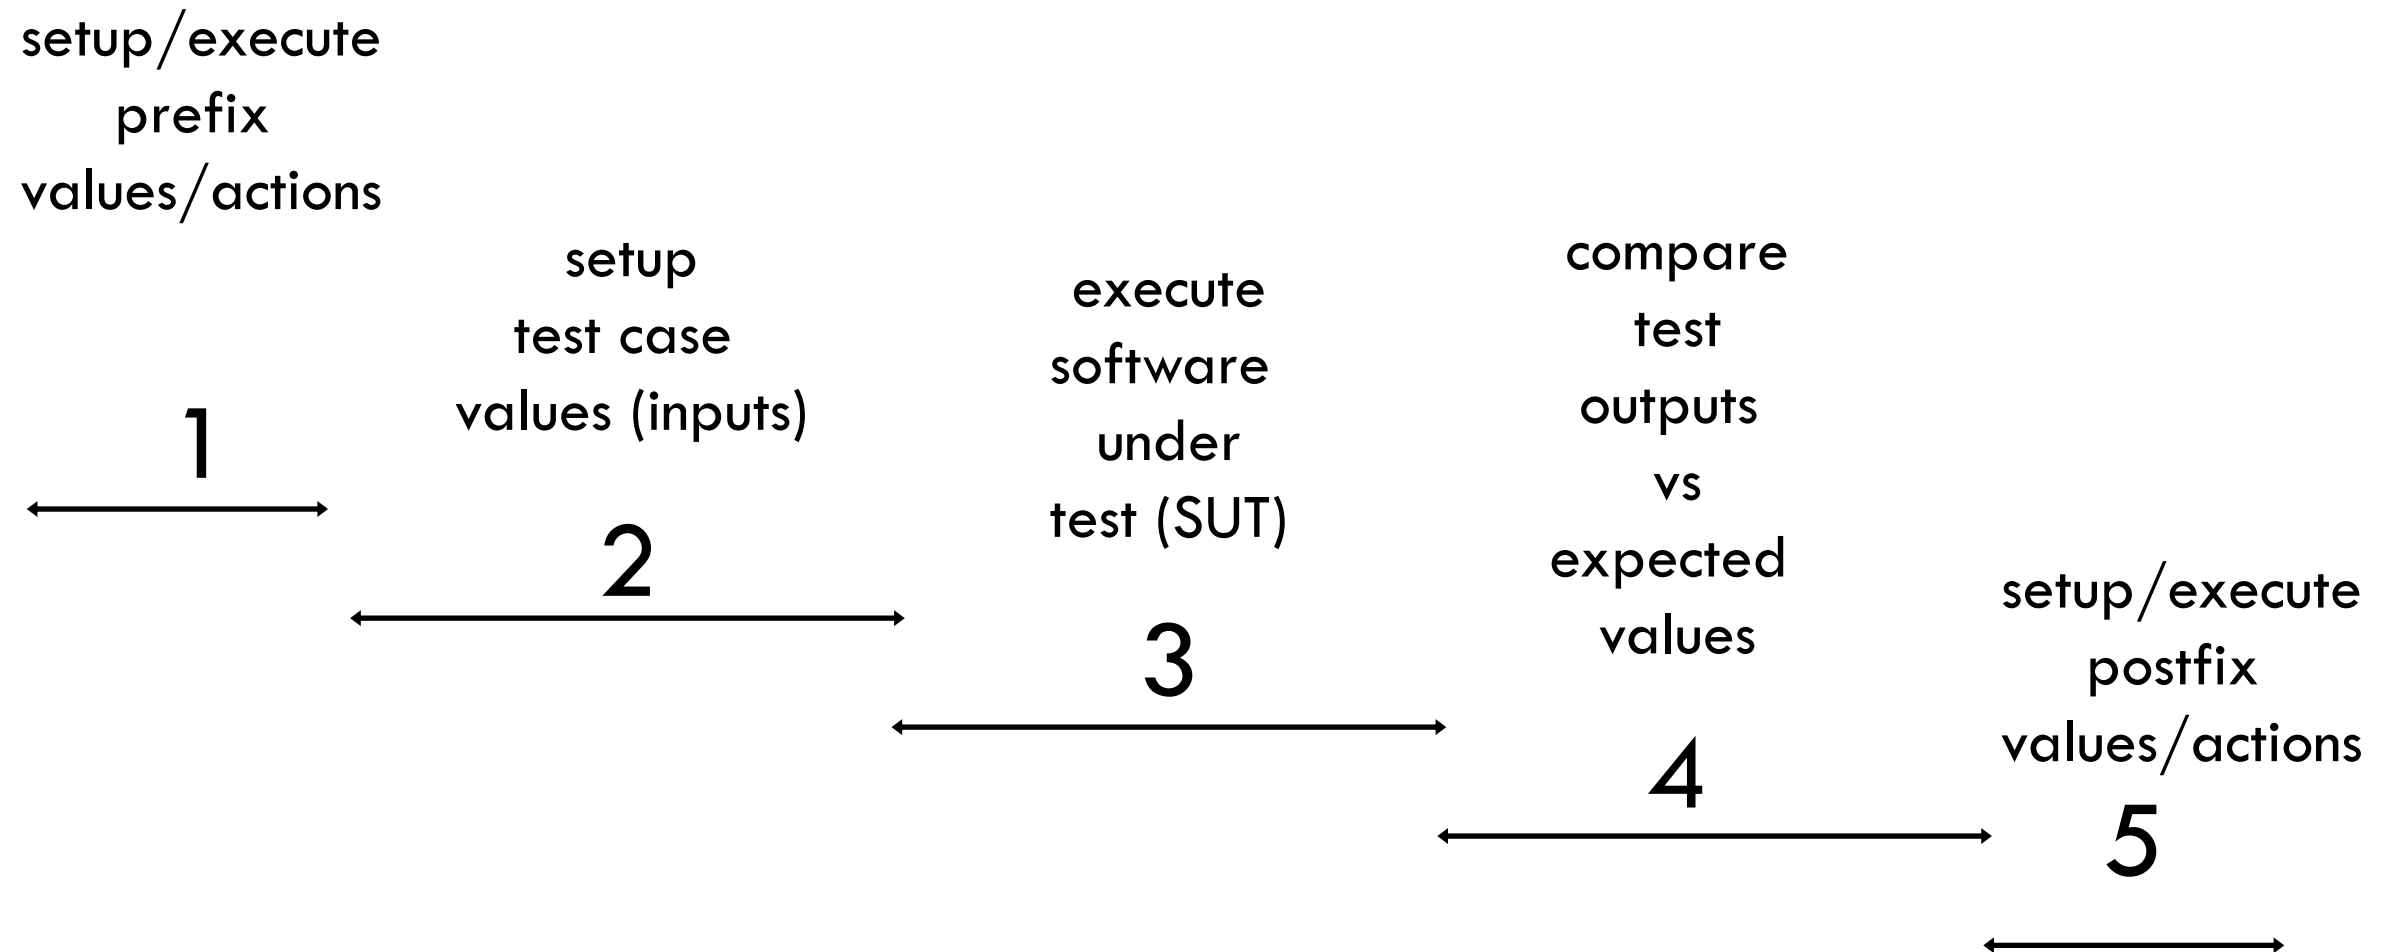 setup/execute
prefix
values/actions
1
setup
test case
values (inputs)
2
execute
software
under
test (SUT)
3
compare
test
outputs
vs
expected
values
4
setup/execute
postfix
values/actions
5